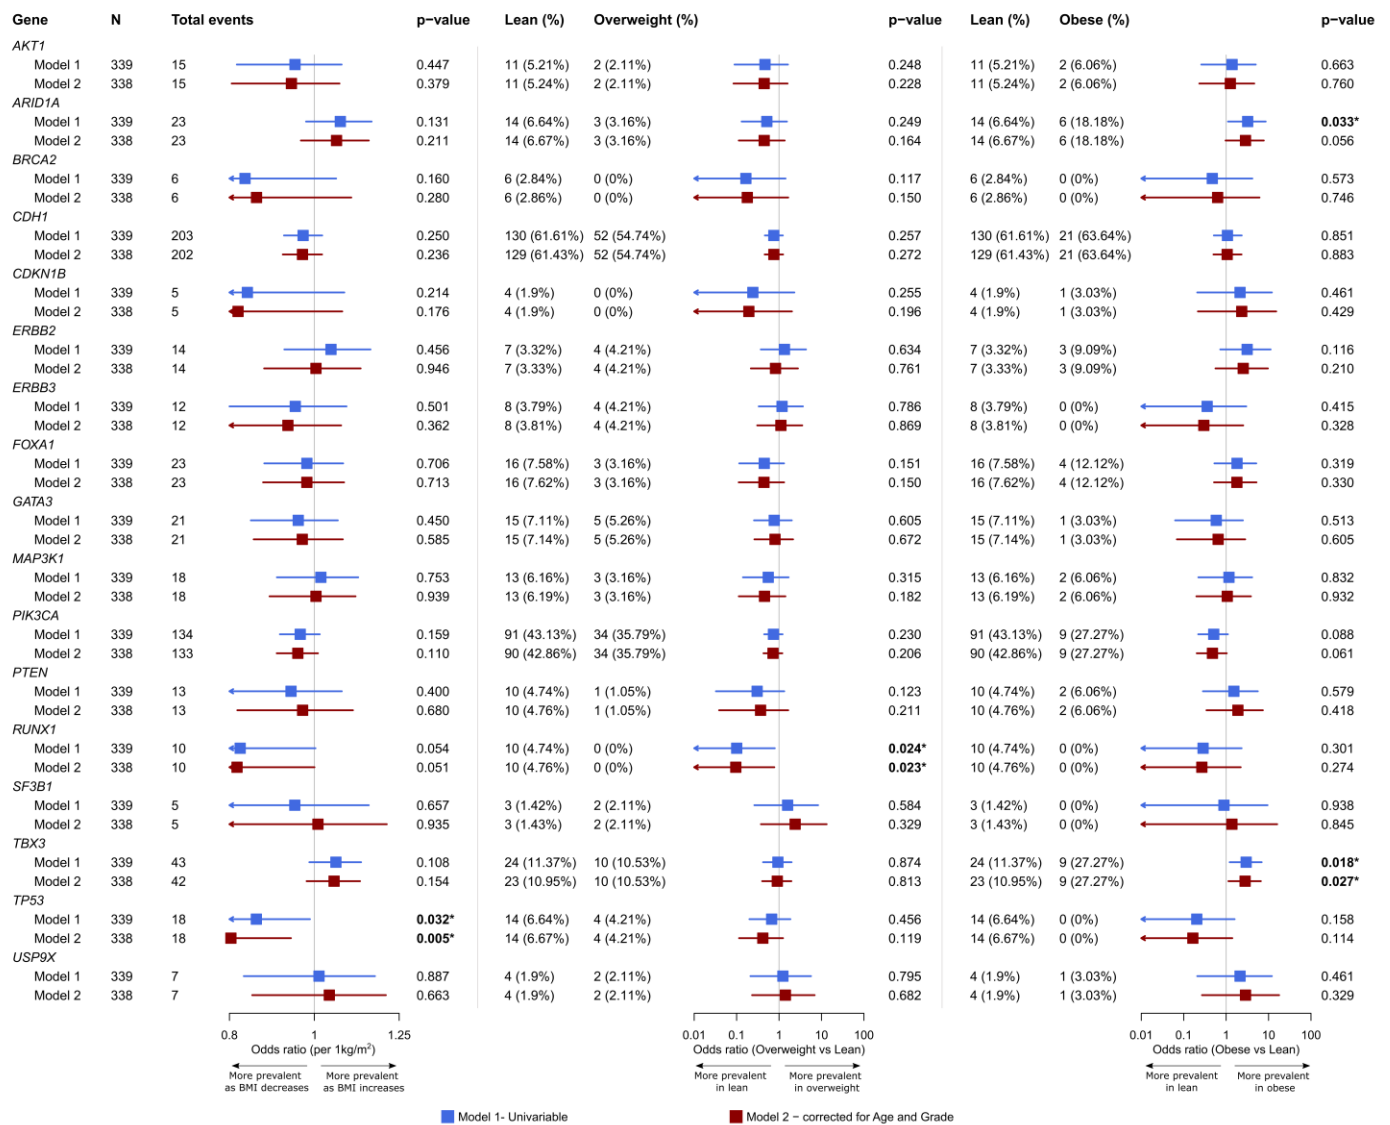 Gene N Total events p−value Lean (%) Overweight (%) p−value Lean (%) Obese (%) p−value
AKT1
Model 1 339 15 0.447 11 (5.21%) 2 (2.11%) 0.248 11 (5.21%) 2 (6.06%) 0.663
Model 2 338 15 0.379 11 (5.24%) 2 (2.11%) 0.228 11 (5.24%) 2 (6.06%) 0.760
ARID1A
Model 1 339 23 0.131 14 (6.64%) 3 (3.16%) 0.249 14 (6.64%) 6 (18.18%) 0.033*
Model 2 338 23 0.211 14 (6.67%) 3 (3.16%) 0.164 14 (6.67%) 6 (18.18%) 0.056
BRCA2
Model 1 339 6 0.160 6 (2.84%) 0 (0%) 0.117 6 (2.84%) 0 (0%) 0.573
Model 2 338 6 0.280 6 (2.86%) 0 (0%) 0.150 6 (2.86%) 0 (0%) 0.746
CDH1
Model 1 339 203 0.250 130 (61.61%) 52 (54.74%) 0.257 130 (61.61%) 21 (63.64%) 0.851
Model 2 338 202 0.236 129 (61.43%) 52 (54.74%) 0.272 129 (61.43%) 21 (63.64%) 0.883
CDKN1B
Model 1 339 5 0.214 4 (1.9%) 0 (0%) 0.255 4 (1.9%) 1 (3.03%) 0.461
Model 2 338 5 0.176 4 (1.9%) 0 (0%) 0.196 4 (1.9%) 1 (3.03%) 0.429
ERBB2
Model 1 339 14 0.456 7 (3.32%) 4 (4.21%) 0.634 7 (3.32%) 3 (9.09%) 0.116
Model 2 338 14 0.946 7 (3.33%) 4 (4.21%) 0.761 7 (3.33%) 3 (9.09%) 0.210
ERBB3
Model 1 339 12 0.501 8 (3.79%) 4 (4.21%) 0.786 8 (3.79%) 0 (0%) 0.415
Model 2 338 12 0.362 8 (3.81%) 4 (4.21%) 0.869 8 (3.81%) 0 (0%) 0.328
FOXA1
Model 1 339 23 0.706 16 (7.58%) 3 (3.16%) 0.151 16 (7.58%) 4 (12.12%) 0.319
Model 2 338 23 0.713 16 (7.62%) 3 (3.16%) 0.150 16 (7.62%) 4 (12.12%) 0.330
GATA3
Model 1 339 21 0.450 15 (7.11%) 5 (5.26%) 0.605 15 (7.11%) 1 (3.03%) 0.513
Model 2 338 21 0.585 15 (7.14%) 5 (5.26%) 0.672 15 (7.14%) 1 (3.03%) 0.605
MAP3K1
Model 1 339 18 0.753 13 (6.16%) 3 (3.16%) 0.315 13 (6.16%) 2 (6.06%) 0.832
Model 2 338 18 0.939 13 (6.19%) 3 (3.16%) 0.182 13 (6.19%) 2 (6.06%) 0.932
PIK3CA
Model 1 339 134 0.159 91 (43.13%) 34 (35.79%) 0.230 91 (43.13%) 9 (27.27%) 0.088
Model 2 338 133 0.110 90 (42.86%) 34 (35.79%) 0.206 90 (42.86%) 9 (27.27%) 0.061
PTEN
Model 1 339 13 0.400 10 (4.74%) 1 (1.05%) 0.123 10 (4.74%) 2 (6.06%) 0.579
Model 2 338 13 0.680 10 (4.76%) 1 (1.05%) 0.211 10 (4.76%) 2 (6.06%) 0.418
RUNX1
Model 1 339 10 0.054 10 (4.74%) 0 (0%) 0.024* 10 (4.74%) 0 (0%) 0.301
Model 2 338 10 0.051 10 (4.76%) 0 (0%) 0.023* 10 (4.76%) 0 (0%) 0.274
SF3B1
Model 1 339 5 0.657 3 (1.42%) 2 (2.11%) 0.584 3 (1.42%) 0 (0%) 0.938
Model 2 338 5 0.935 3 (1.43%) 2 (2.11%) 0.329 3 (1.43%) 0 (0%) 0.845
TBX3
Model 1 339 43 0.108 24 (11.37%) 10 (10.53%) 0.874 24 (11.37%) 9 (27.27%) 0.018*
Model 2 338 42 0.154 23 (10.95%) 10 (10.53%) 0.813 23 (10.95%) 9 (27.27%) 0.027*
TP53
Model 1 339 18 0.032* 14 (6.64%) 4 (4.21%) 0.456 14 (6.64%) 0 (0%) 0.158
Model 2 338 18 0.005* 14 (6.67%) 4 (4.21%) 0.119 14 (6.67%) 0 (0%) 0.114
USP9X
Model 1 339 7 0.887 4 (1.9%) 2 (2.11%) 0.795 4 (1.9%) 1 (3.03%) 0.461
Model 2 338 7 0.663 4 (1.9%) 2 (2.11%) 0.682 4 (1.9%) 1 (3.03%) 0.329
0.8 1 1.25 0.01 0.1 1 10 100 0.01 0.1 1 10 100
Odds ratio (per 1kg/m²) Odds ratio (Overweight vs Lean) Odds ratio (Obese vs Lean)
More prevalent More prevalent More prevalent More prevalent More prevalent More prevalent
as BMI decreases as BMI increases in lean in overweight in lean in obese
Model 1- Univariable Model 2 − corrected for Age and Grade